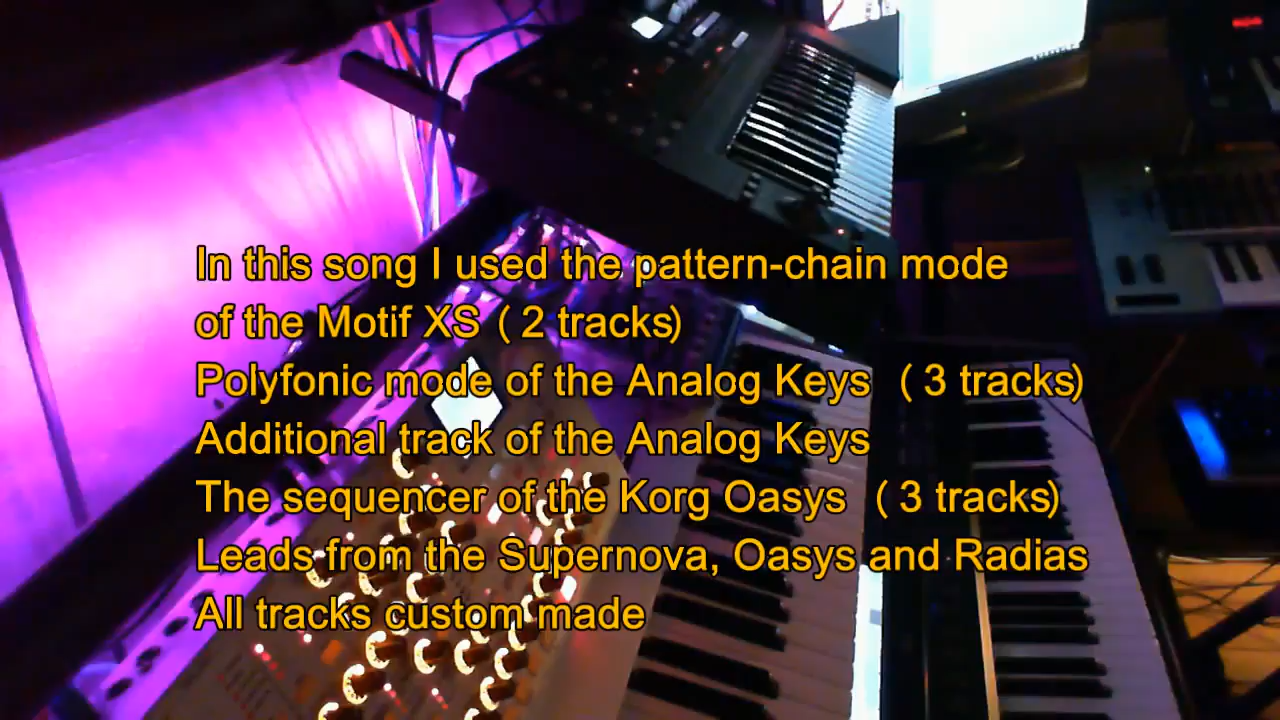 In this song I used the pattern-chain mode
of the Motif XS ( 2 tracks)
Polyfonic mode of the Analog Keys ( 3 tracks)
Additional track of the Analog Keys
The sequencer of the Korg Oasys ( 3 tracks)
Leads from the Supernova, Oasys and Radias
All tracks custom made